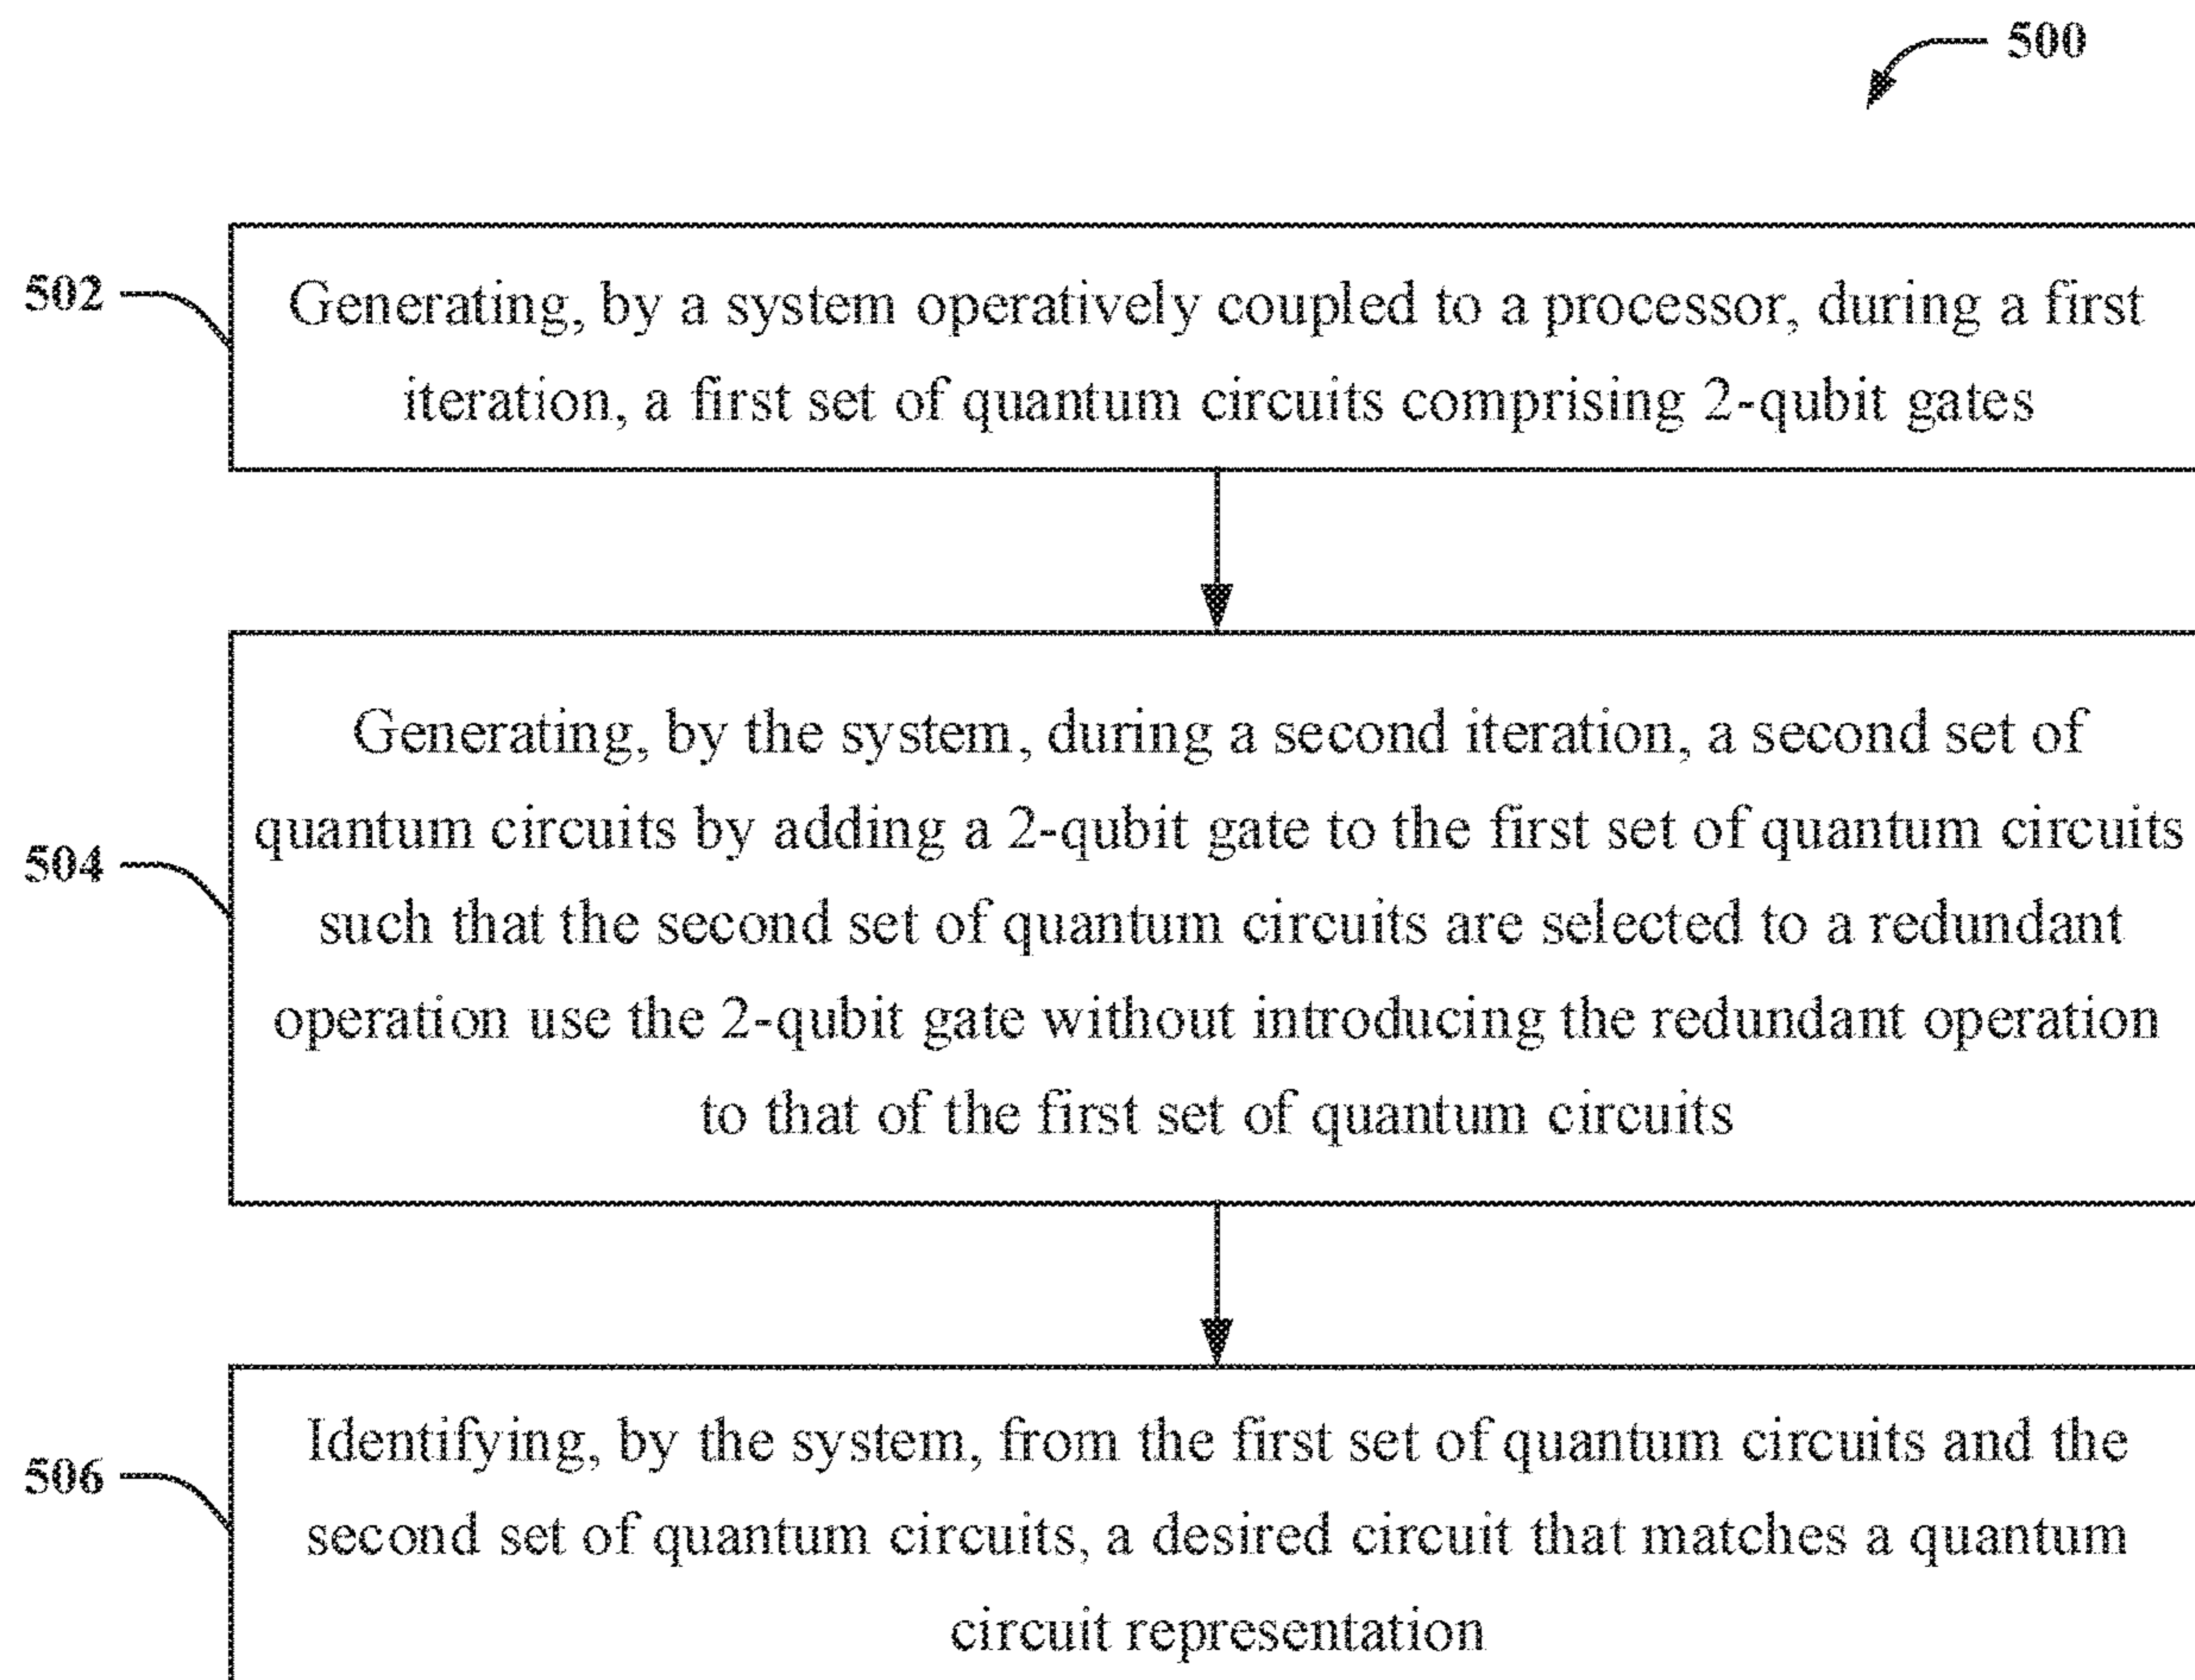 500
502
Generating, by a system operatively coupled to a processor, during a first
iteration, a first set of quantum circuits comprising 2-qubit gates
504
Generating, by the system, during a second iteration, a second set of
quantum circuits by adding a 2-qubit gate to the first set of quantum circuits
such that the second set of quantum circuits are selected to a redundant
operation use the 2-qubit gate without introducing the redundant operation
to that of the first set of quantum circuits
506
Identifying, by the system, from the first set of quantum circuits and the
second set of quantum circuits, a desired circuit that matches a quantum
circuit representation